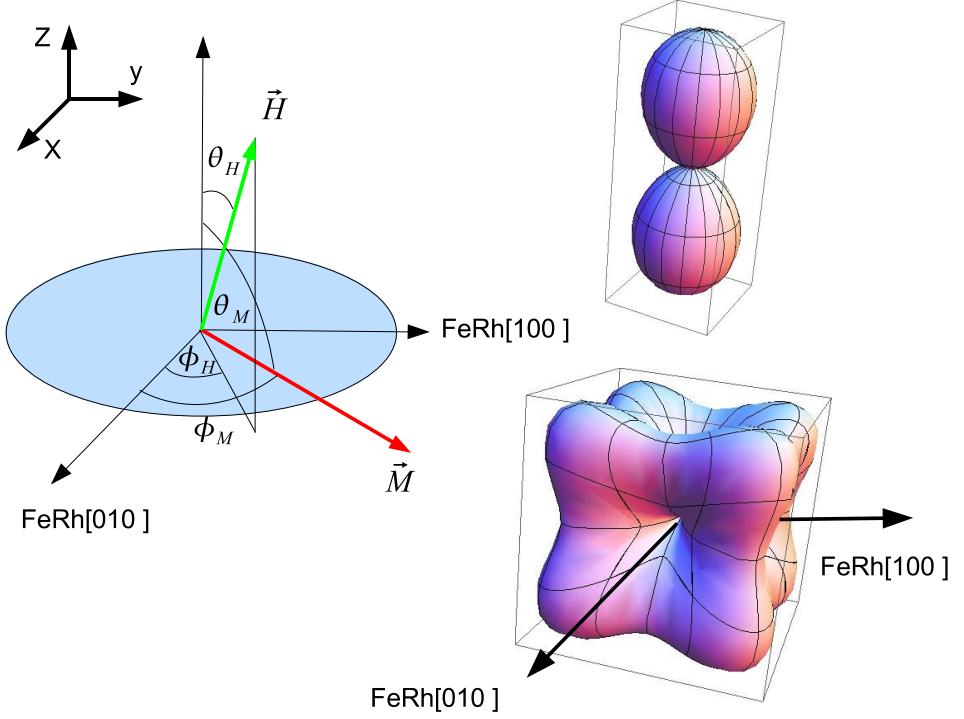 Z
y
X
H⃗
θ_H
θ_M
FeRh[100 ]
ϕ_H
ϕ_M
M⃗
FeRh[010 ]
FeRh[100 ]
FeRh[010 ]